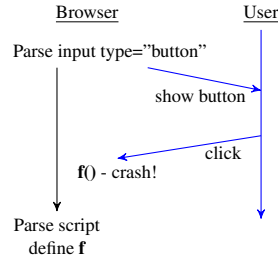 Browser
User
Parse input type=”button”
show button
click
f() - crash!
Parse script
define f